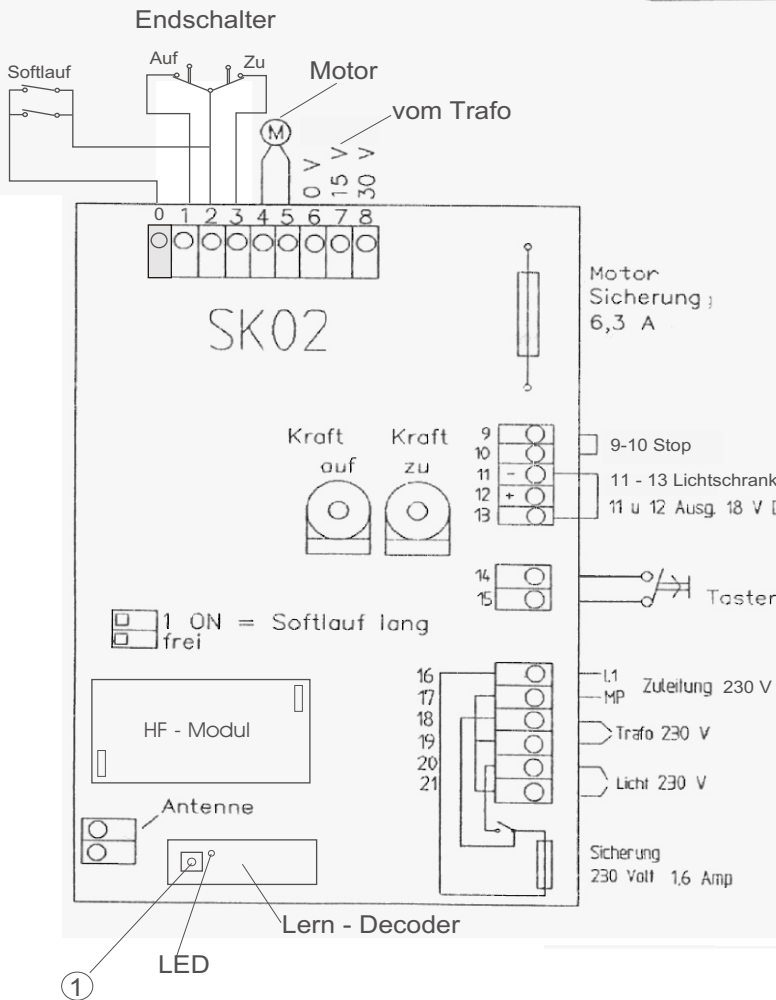 Endschalter
Auf
Zu
Softlauf
Motor
vom Trafo
M
0 V
15 V
30 V
0 1 2 3 4 5 6 7 8
SK02
Motor
Sicherung
6,3 A
Kraft auf
Kraft zu
9
10
11 -
12 +
13
9-10 Stop
11 - 13 Lichtschrank
11 u 12 Ausg. 18 V
14
15
Taster
1 ON = Softlauf lang
frei
16
17
18
19
20
21
L1
MP
Zuleitung 230 V
Trafo 230 V
Licht 230 V
HF - Modul
Antenne
Sicherung
230 Volt 1,6 Amp
Lern - Decoder
LED
1